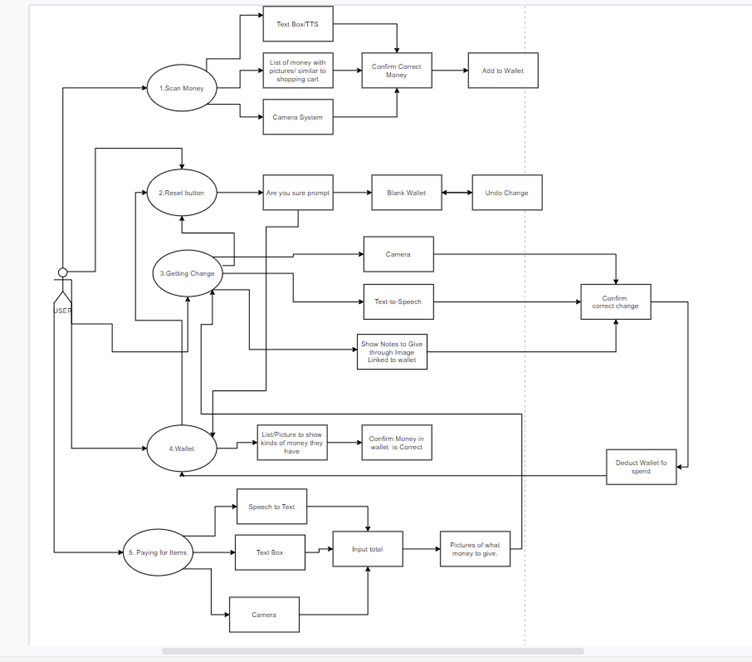 Text Box/TTS
List of money with
pictures/ similar to
shopping cart
Confirm Correct
Money
Add to Wallet
1.Scan Money
Camera System
2.Reset button
Are you sure prompt
Blank Wallet
Undo Change
Camera
3.Getting Change
Text-to-Speech
Confirm
correct change
USER
Show Notes to Give
through Image
Linked to wallet
List/Picture to show
kinds of money they
have
Confirm Money in
wallet is Correct
4.Wallet
Deduct Wallet fo
spend
Speech to Text
5. Paying for Items
Text Box
Input total
Pictures of what
money to give.
Camera